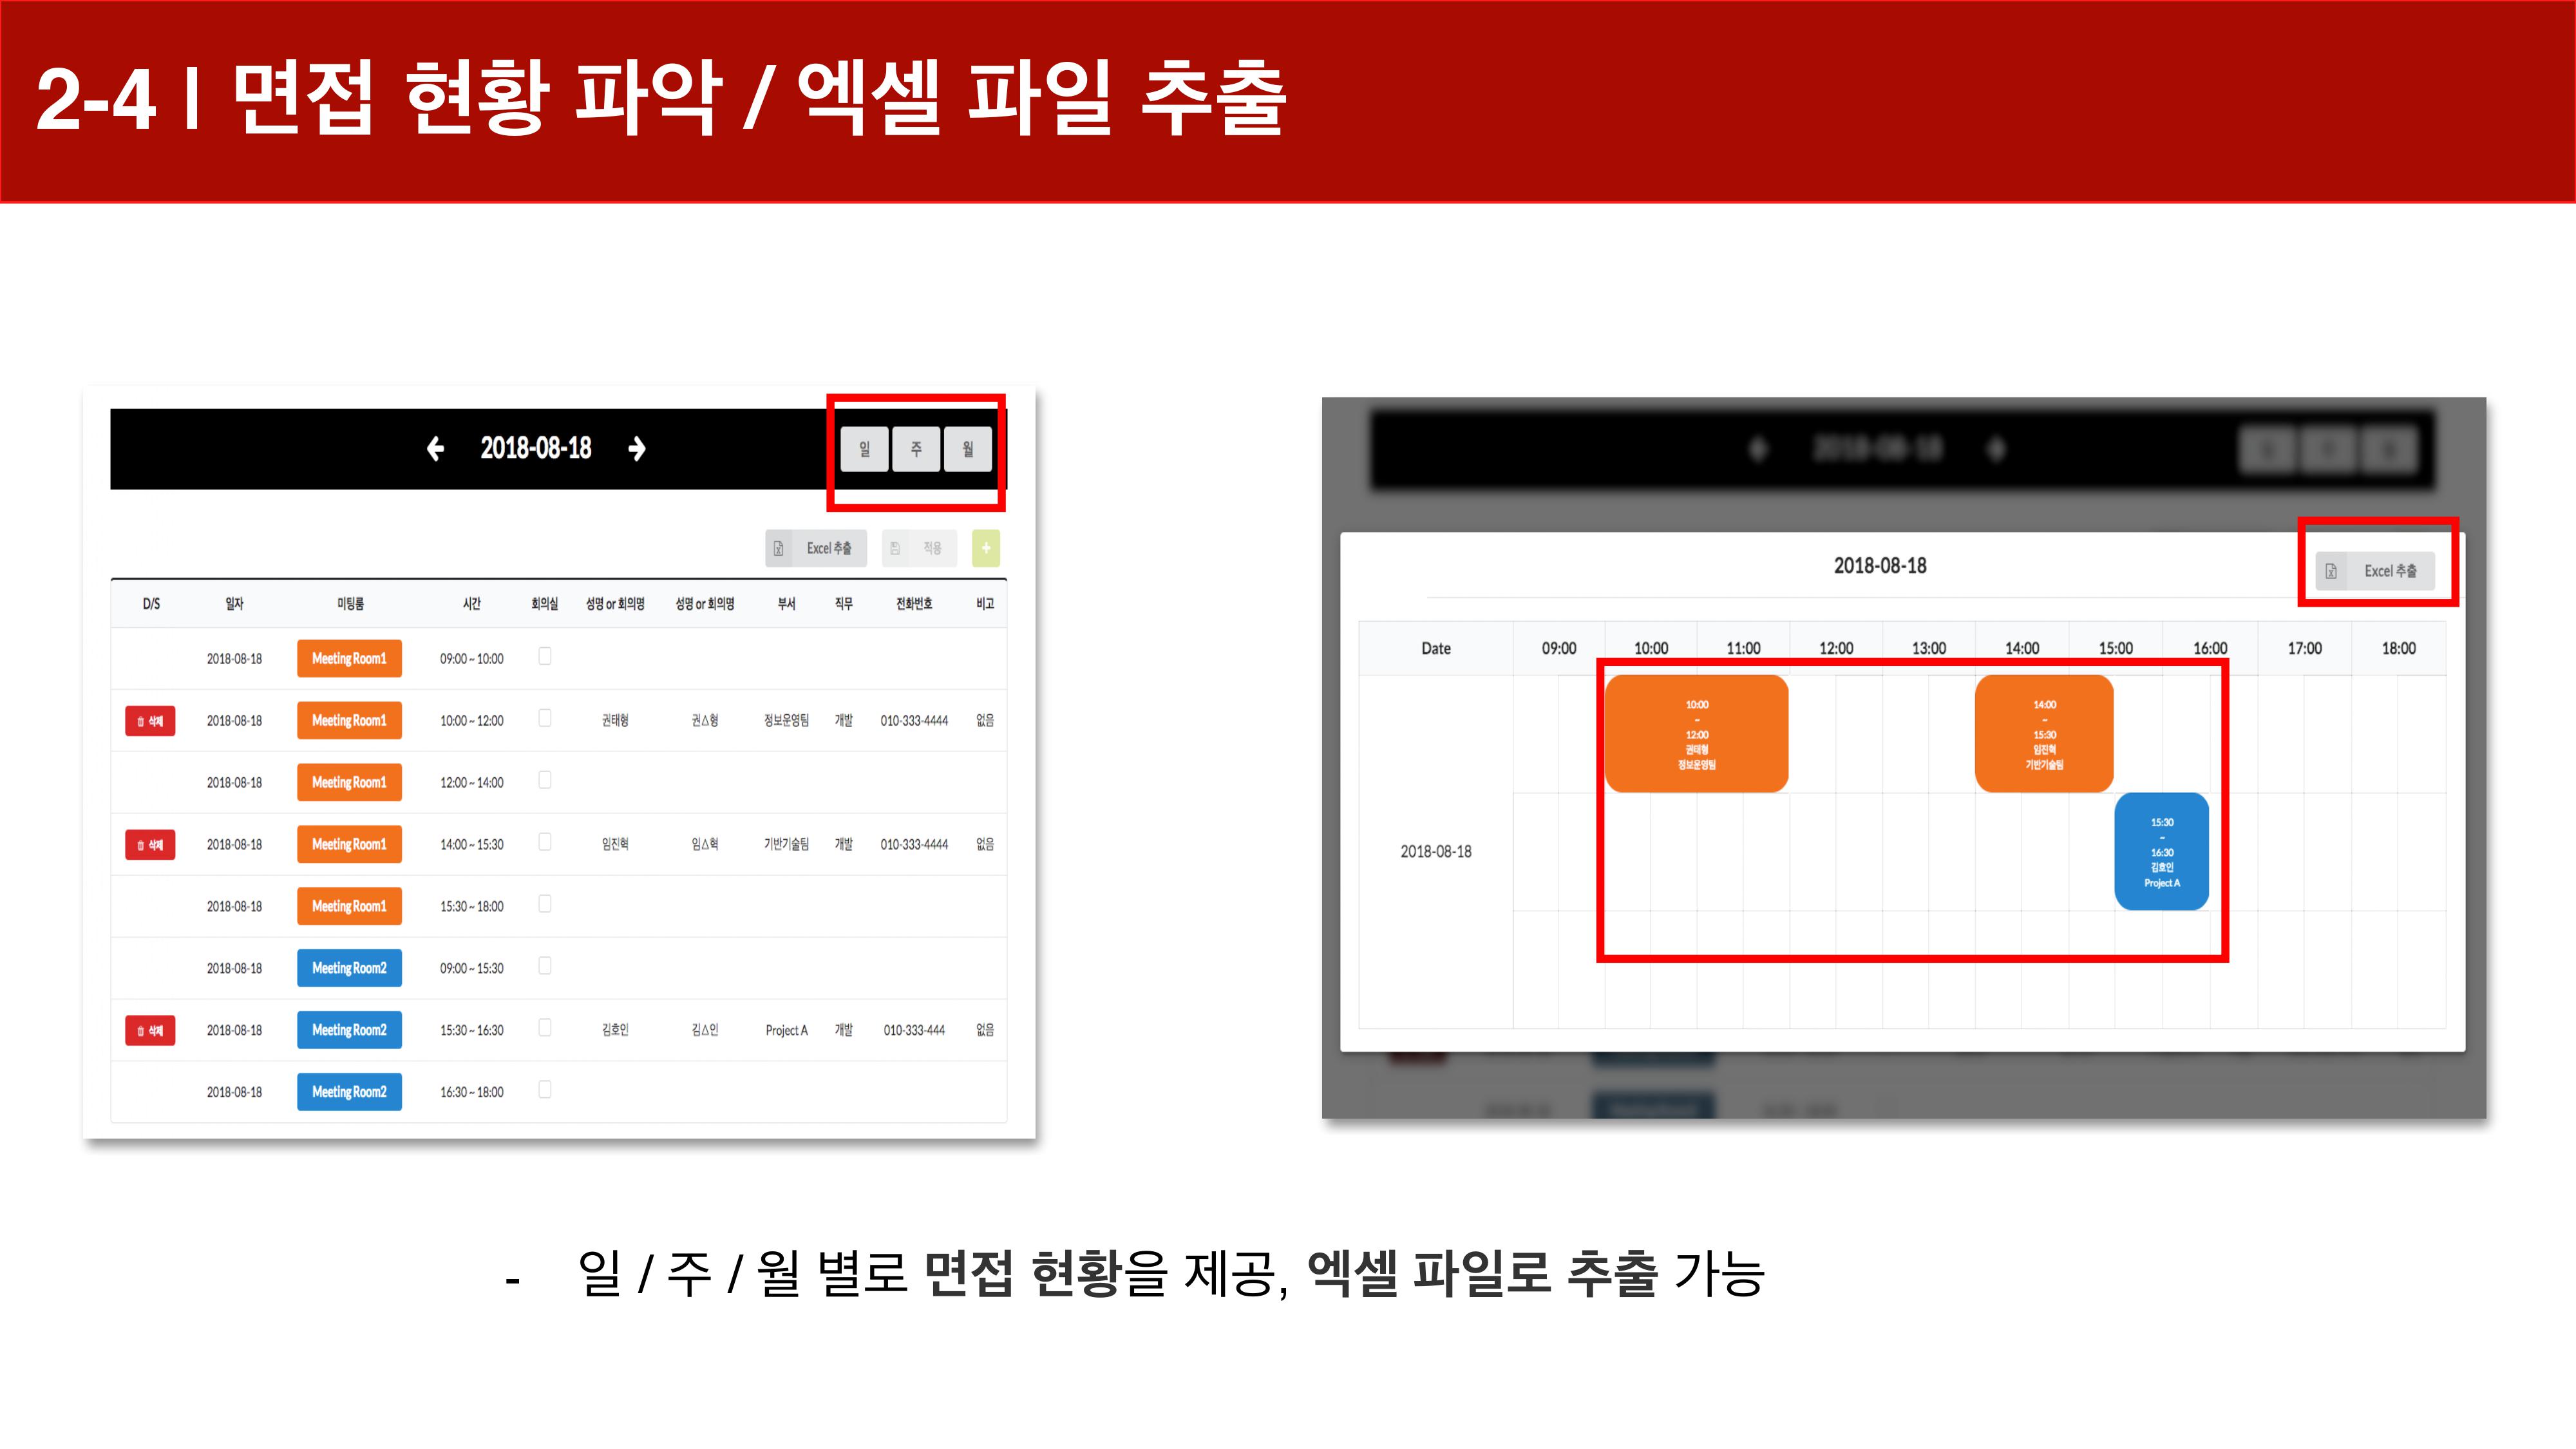 2-4 | 면접 현황 파악 / 엑셀 파일 추출
2018-08-18
일 주 월
Excel 추출 적용 +
D/S 일자 미팅룸 시간 회의실 성명 or 회의명 성명 or 회의명 부서 직무 전화번호 비고
2018-08-18 Meeting Room1 09:00 ~ 10:00
삭제 2018-08-18 Meeting Room1 10:00 ~ 12:00 권태형 권△형 정보운영팀 개발 010-333-4444 없음
2018-08-18 Meeting Room1 12:00 ~ 14:00
삭제 2018-08-18 Meeting Room1 14:00 ~ 15:30 임진혁 임△혁 기반기술팀 개발 010-333-4444 없음
2018-08-18 Meeting Room1 15:30 ~ 18:00
2018-08-18 Meeting Room2 09:00 ~ 15:30
삭제 2018-08-18 Meeting Room2 15:30 ~ 16:30 김호인 김△인 Project A 개발 010-333-444 없음
2018-08-18 Meeting Room2 16:30 ~ 18:00
2018-08-18
2018-08-18
Excel 추출
Date 09:00 10:00 11:00 12:00 13:00 14:00 15:00 16:00 17:00 18:00
10:00
~
12:00
권태형
정보운영팀
14:00
~
15:30
임진혁
기반기술팀
2018-08-18
15:30
~
16:30
김호인
Project A
- 일 / 주 / 월 별로 면접 현황을 제공, 엑셀 파일로 추출 가능